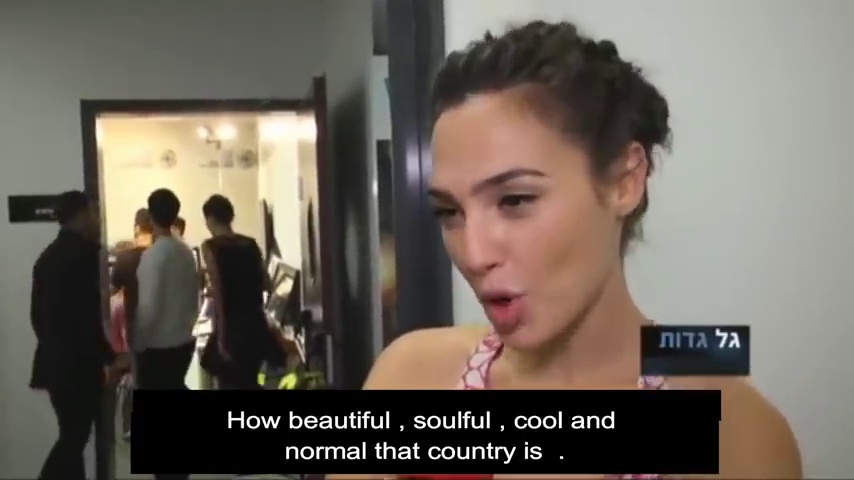 גל גדות
How beautiful , soulful , cool and
normal that country is  .